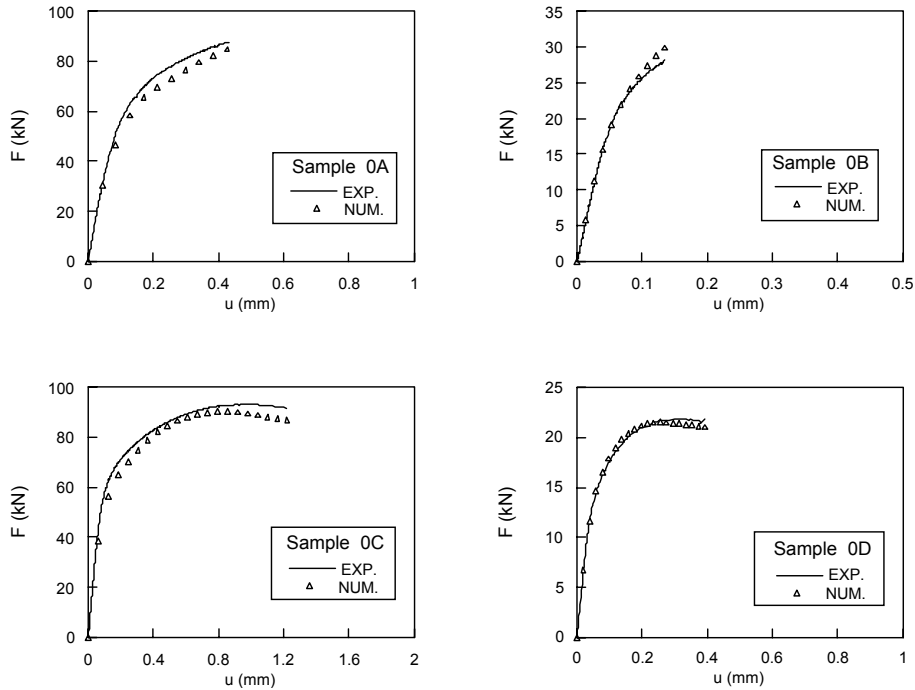 100
80
60
40
20
0
F (kN)
Sample 0A
EXP.
NUM.
0 0.2 0.4 0.6 0.8 1
u (mm)
35
30
25
20
15
10
5
0
F (kN)
Sample 0B
EXP.
NUM.
0 0.1 0.2 0.3 0.4 0.5
u (mm)
100
80
60
40
20
0
F (kN)
Sample 0C
EXP.
NUM.
0 0.4 0.8 1.2 1.6 2
u (mm)
25
20
15
10
5
0
F (kN)
Sample 0D
EXP.
NUM.
0 0.2 0.4 0.6 0.8 1
u (mm)